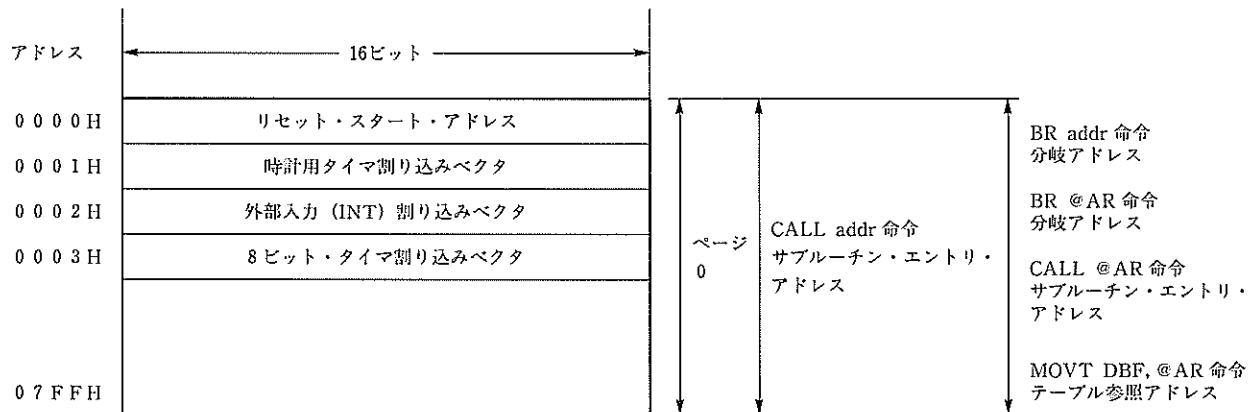 アドレス
16ビット
0000H リセット・スタート・アドレス
0001H 時計用タイマ割り込みベクタ
0002H 外部入力 (INT) 割り込みベクタ
0003H 8ビット・タイマ割り込みベクタ
07FFH
ページ
0
CALL addr 命令
サブルーチン・エントリ・
アドレス
BR addr 命令
分岐アドレス
BR @AR 命令
分岐アドレス
CALL @AR 命令
サブルーチン・エントリ・
アドレス
MOVT DBF, @AR 命令
テーブル参照アドレス